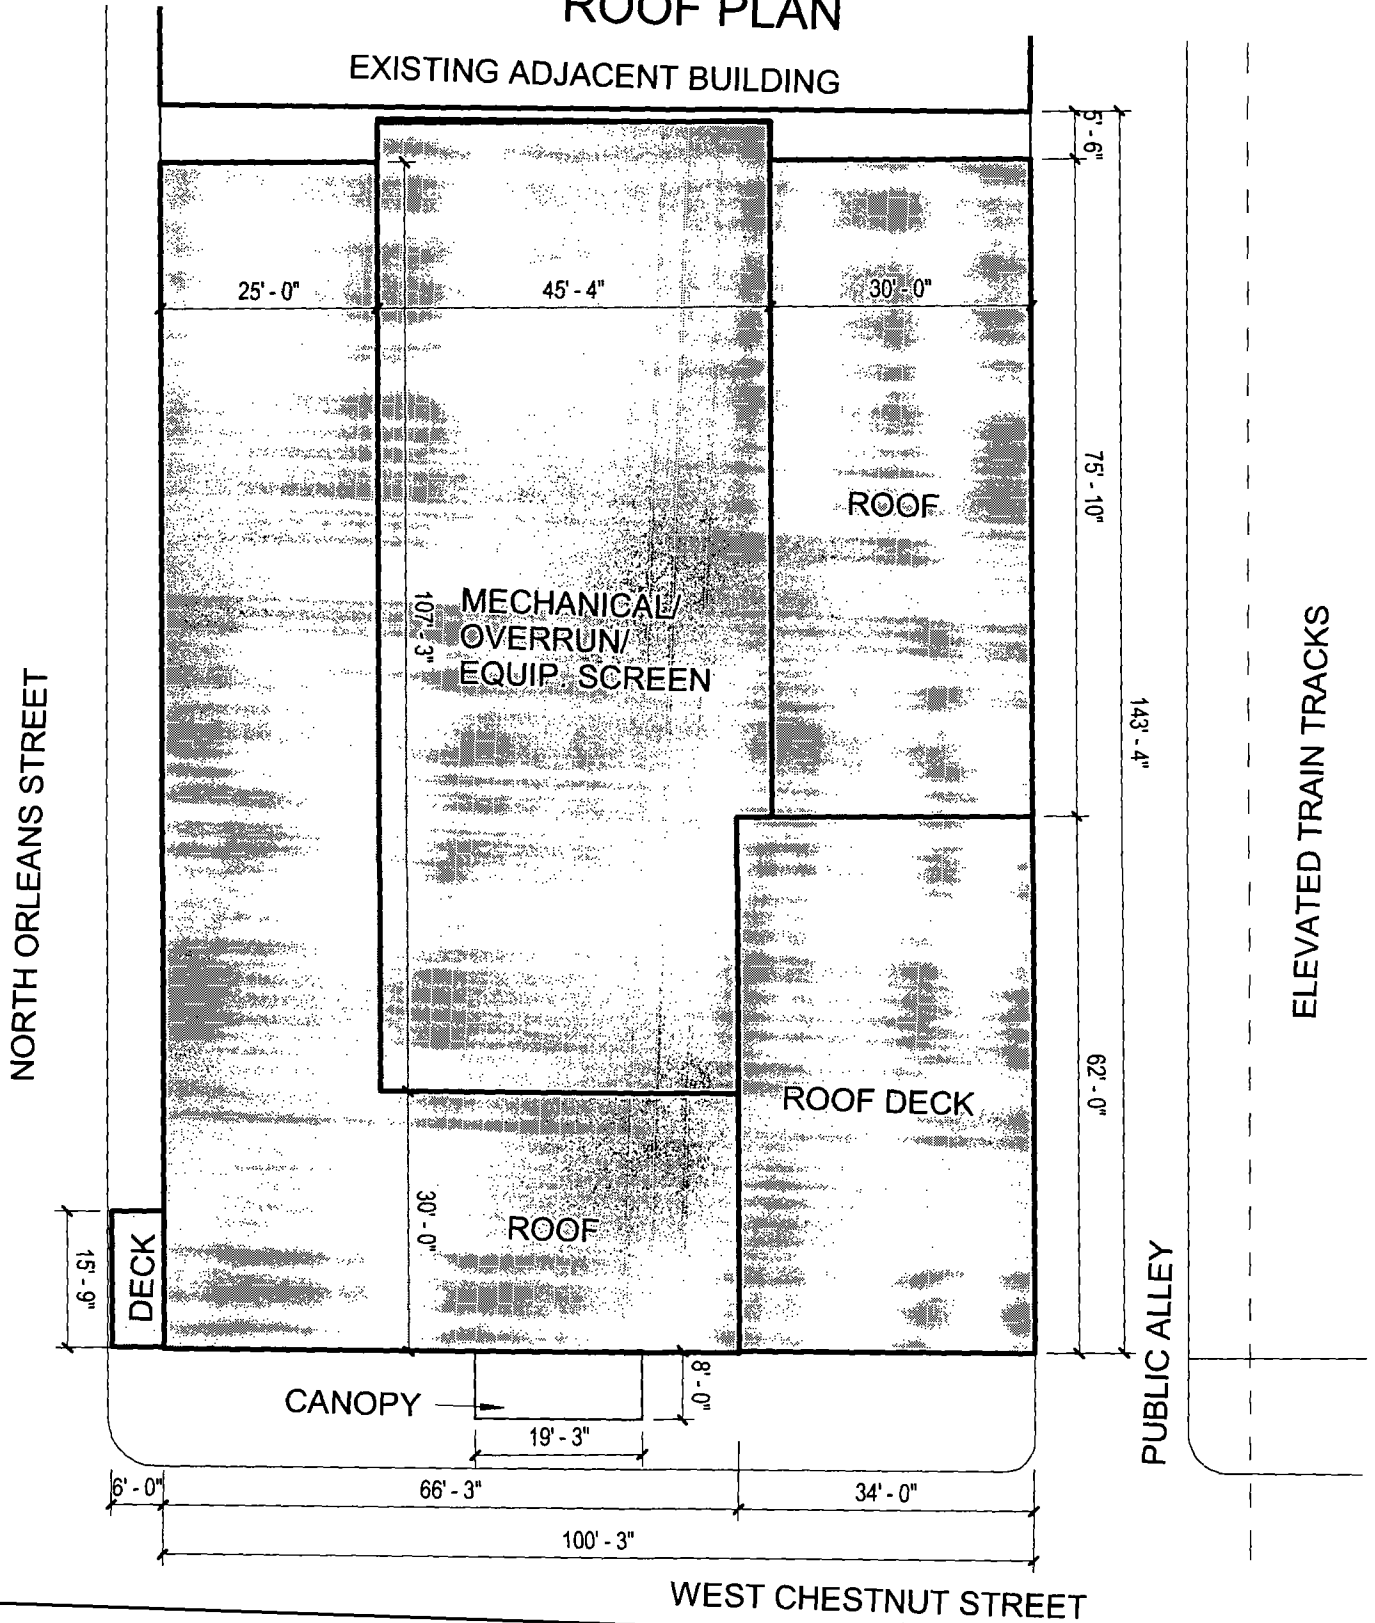 ROOF PLAN
EXISTING ADJACENT BUILDING
5' - 6"
25' - 0"
45' - 4"
30' - 0"
75' - 10"
ROOF
107' - 3"
MECHANICAL/
OVERRUN/
EQUIP. SCREEN
143' - 4"
NORTH ORLEANS STREET
ELEVATED TRAIN TRACKS
62' - 0"
ROOF DECK
30' - 0"
ROOF
15' - 9"
DECK
PUBLIC ALLEY
CANOPY
8' - 0"
19' - 3"
6' - 0"
66' - 3"
34' - 0"
100' - 3"
WEST CHESTNUT STREET